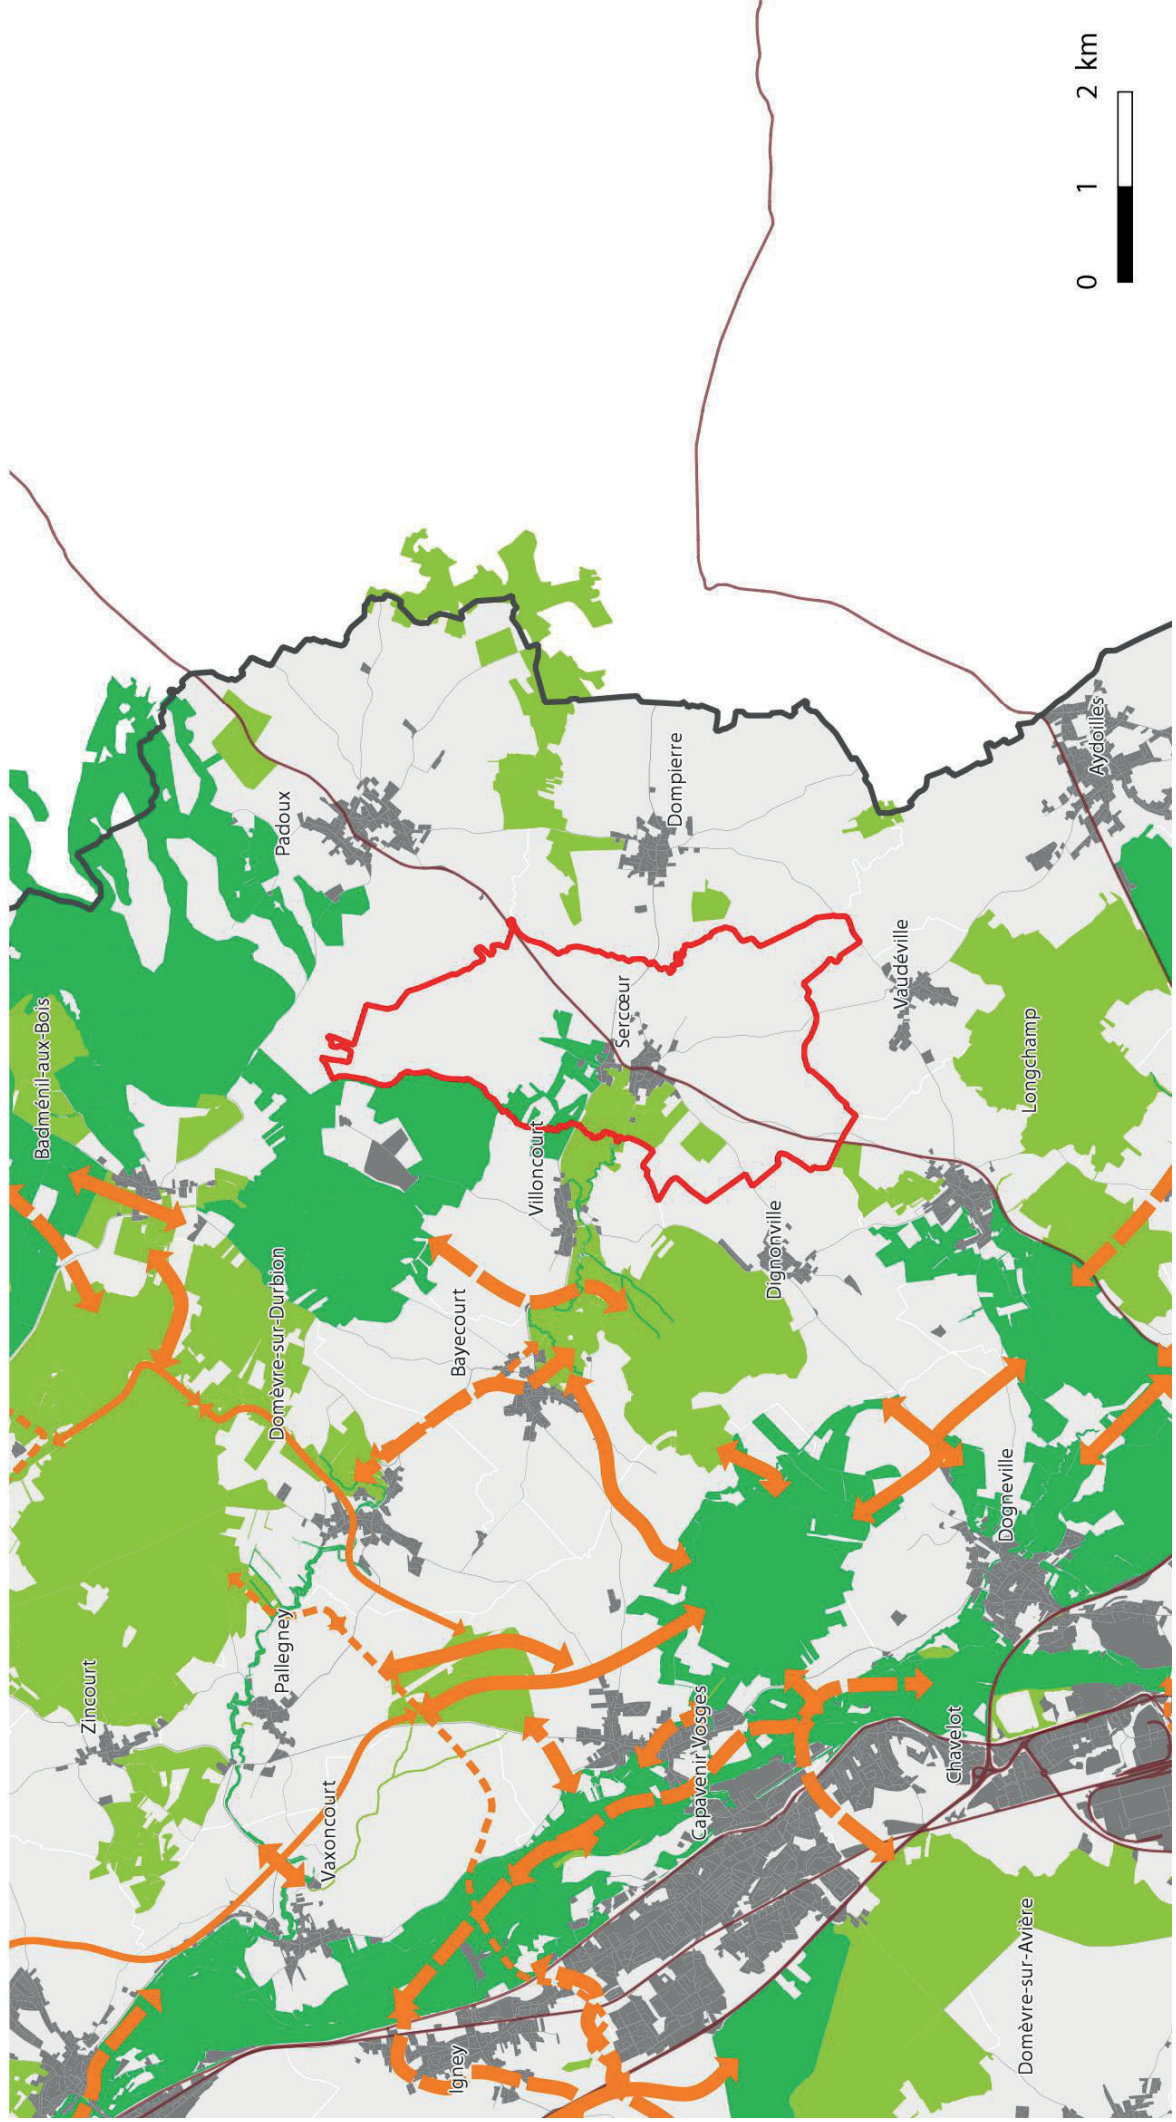 Zincourt
Badménil-aux-Bois
Pallegney
Domèvre-sur-Durbion
Padoux
Vaxoncourt
Igney
Bayecourt
Villoncourt
Sercœur
Dompierre
Capavenir Vosges
Dignonville
Vaudéville
Chavelot
Dogneville
Longchamp
Domèvre-sur-Avière
Aydoilles
0 1 2 km